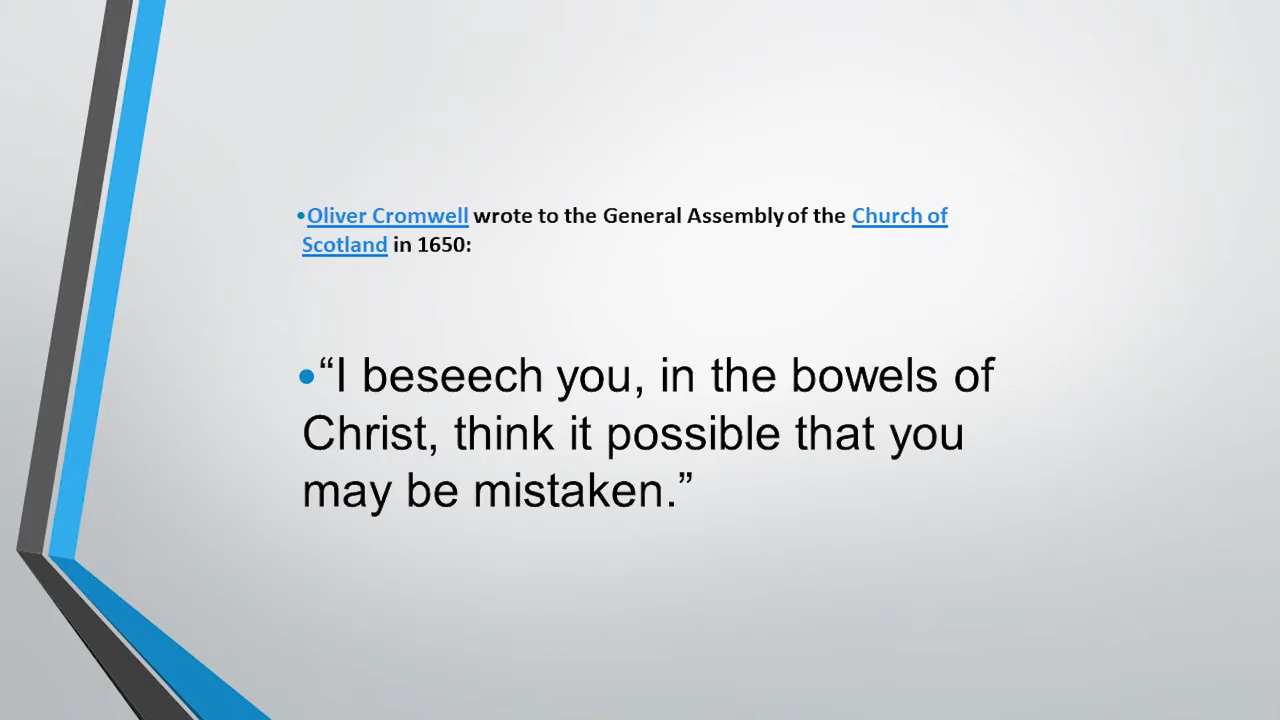 •Oliver Cromwell wrote to the General Assembly of the Church of
Scotland in 1650:
•“I beseech you, in the bowels of
Christ, think it possible that you
may be mistaken.”